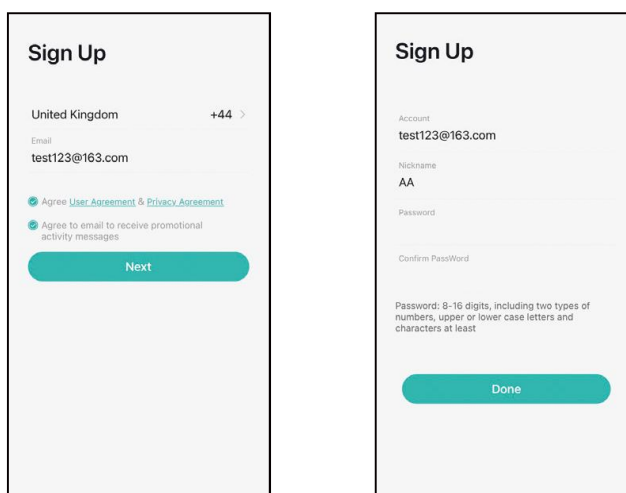 Sign Up
United Kingdom +44 >
Email
test123@163.com
Agree User Agreement & Privacy Agreement
Agree to email to receive promotional
activity messages
Next
Sign Up
Account
test123@163.com
Nickname
AA
Password
Confirm PassWord
Password: 8-16 digits, including two types of
numbers, upper or lower case letters and
characters at least
Done